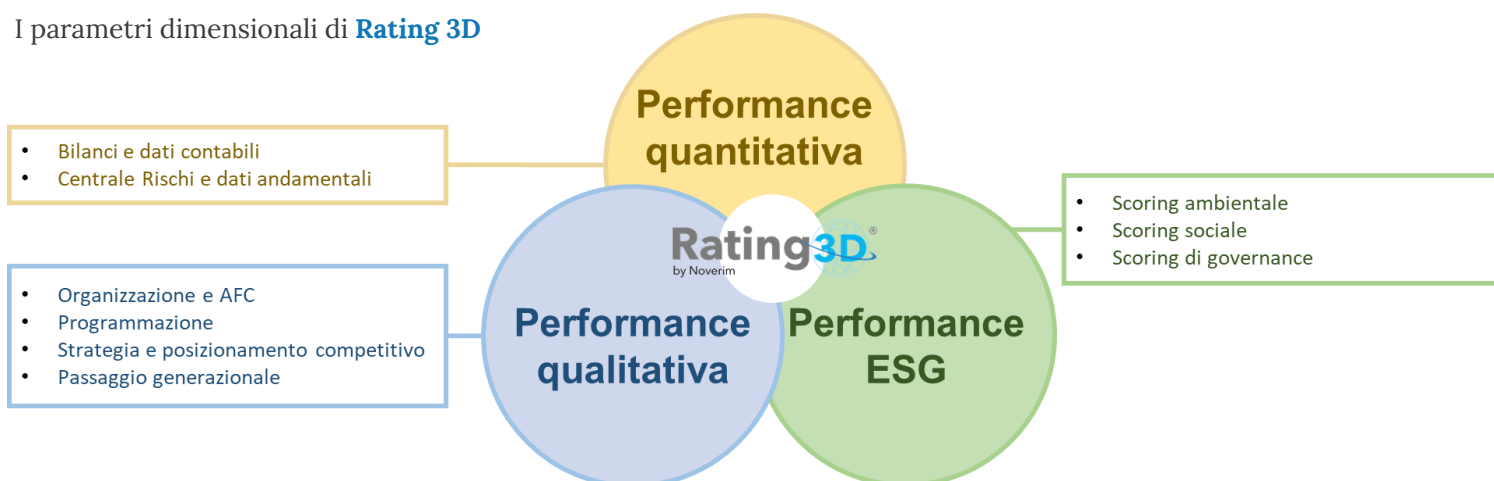 I parametri dimensionali di Rating 3D
Performance
quantitativa
• Bilanci e dati contabili
• Centrale Rischi e dati andamentali
• Scoring ambientale
• Scoring sociale
• Scoring di governance
Rating3D®
by Noverim
• Organizzazione e AFC
• Programmazione
• Strategia e posizionamento competitivo
• Passaggio generazionale
Performance
qualitativa
Performance
ESG